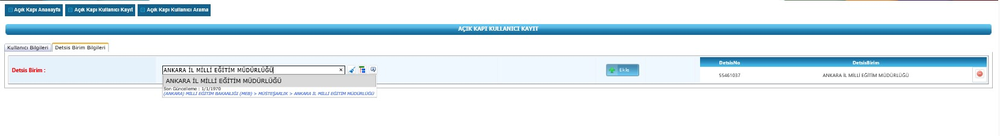 Açık Kapı Anasayfa Açık Kapı Kullanıcı Kayıt Açık Kapı Kullanıcı Arama
AÇIK KAPI KULLANICI KAYIT
Kullanıcı Bilgileri Detsis Birim Bilgileri
DetsisNo DetsisBirim
Detsis Birim : ANKARA İL MİLLİ EĞİTİM MÜDÜRLÜĞÜ × Ekle
55461037 ANKARA İL MİLLİ EĞİTİM MÜDÜRLÜĞÜ
ANKARA İL MİLLİ EĞİTİM MÜDÜRLÜĞÜ
Son Güncelleme : 1/1/1970
(ANKARA) MİLLİ EĞİTİM BAKANLIĞI (MEB) > MÜSTEŞARLIK > ANKARA İL MİLLİ EĞİTİM MÜDÜRLÜĞÜ